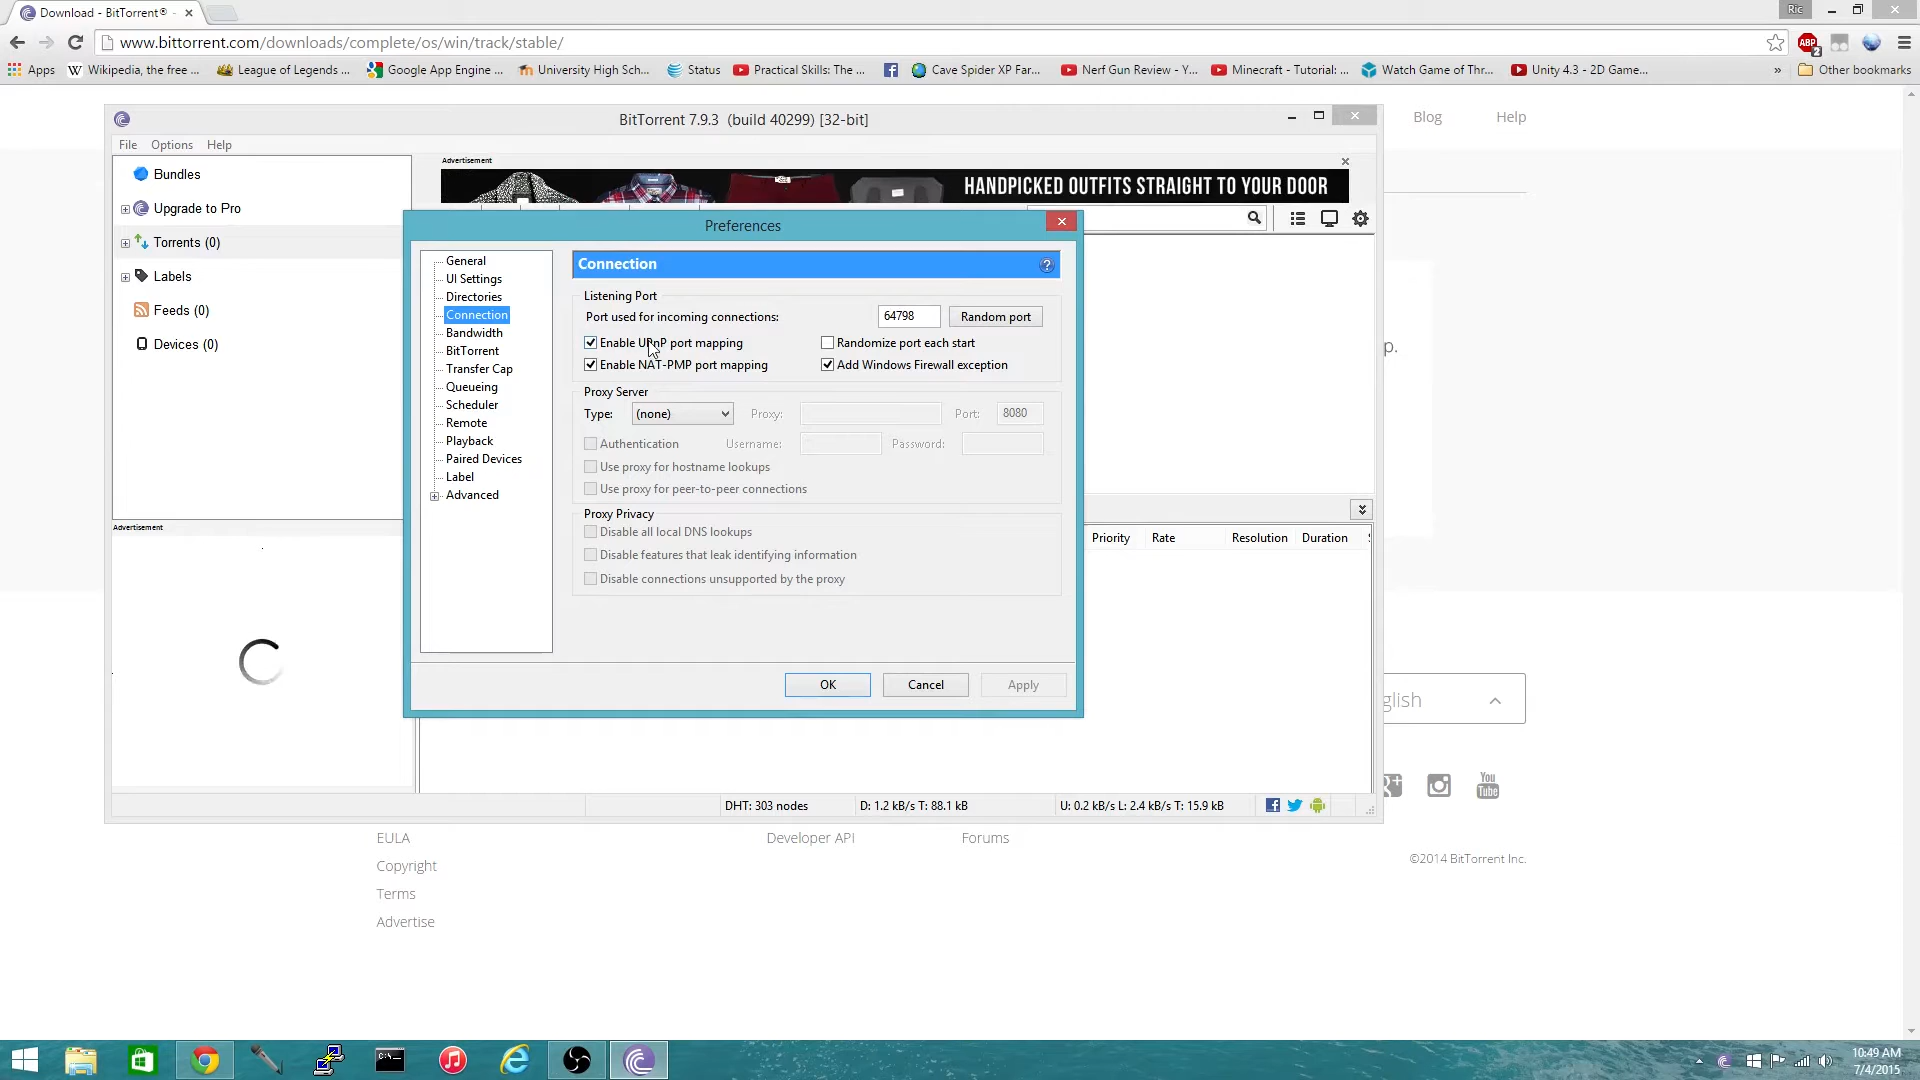 Download - BitTorrent® -
Ric
www.bittorrent.com/downloads/complete/os/win/track/stable/
ABP
2
Apps
Wikipedia, the free ...
League of Legends ...
Google App Engine ...
University High Sch...
Status
Practical Skills: The ...
Cave Spider XP Far...
Nerf Gun Review - Y...
Minecraft - Tutorial: ...
Watch Game of Thr...
Unity 4.3 - 2D Game...
»
Other bookmarks
BitTorrent 7.9.3 (build 40299) [32-bit]
Blog
Help
File
Options
Help
Advertisement
HANDPICKED OUTFITS STRAIGHT TO YOUR DOOR
Bundles
Upgrade to Pro
Torrents (0)
Labels
Feeds (0)
Devices (0)
Advertisement
Preferences
General
UI Settings
Directories
Connection
Bandwidth
BitTorrent
Transfer Cap
Queueing
Scheduler
Remote
Playback
Paired Devices
Label
Advanced
Connection
Listening Port
Port used for incoming connections:
64798
Random port
Enable UPnP port mapping
Randomize port each start
Enable NAT-PMP port mapping
Add Windows Firewall exception
Proxy Server
Type:
(none)
Proxy:
Port:
8080
Authentication
Username:
Password:
Use proxy for hostname lookups
Use proxy for peer-to-peer connections
Proxy Privacy
Disable all local DNS lookups
Disable features that leak identifying information
Disable connections unsupported by the proxy
OK
Cancel
Apply
p.
Priority
Rate
Resolution
Duration
glish
You
Tube
DHT: 303 nodes
D: 1.2 kB/s T: 88.1 kB
U: 0.2 kB/s L: 2.4 kB/s T: 15.9 kB
EULA
Developer API
Forums
Copyright
©2014 BitTorrent Inc.
Terms
Advertise
10:49 AM
7/4/2015